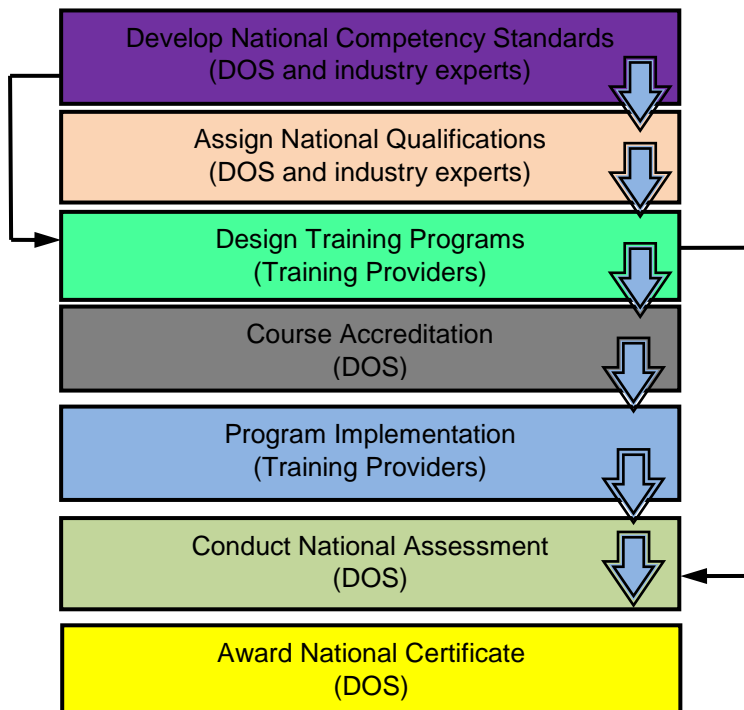 Develop National Competency Standards
(DOS and industry experts)
Assign National Qualifications
(DOS and industry experts)
Design Training Programs
(Training Providers)
Course Accreditation
(DOS)
Program Implementation
(Training Providers)
Conduct National Assessment
(DOS)
Award National Certificate
(DOS)